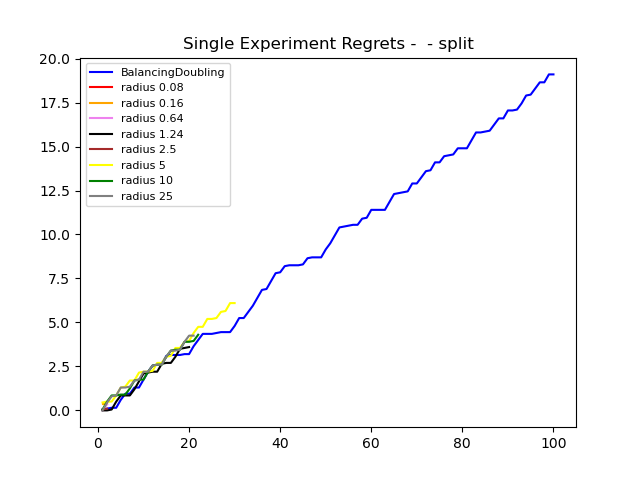 Single Experiment Regrets -  - split
20.0
17.5
15.0
12.5
10.0
7.5
5.0
2.5
0.0
BalancingDoubling
radius 0.08
radius 0.16
radius 0.64
radius 1.24
radius 2.5
radius 5
radius 10
radius 25
0 20 40 60 80 100